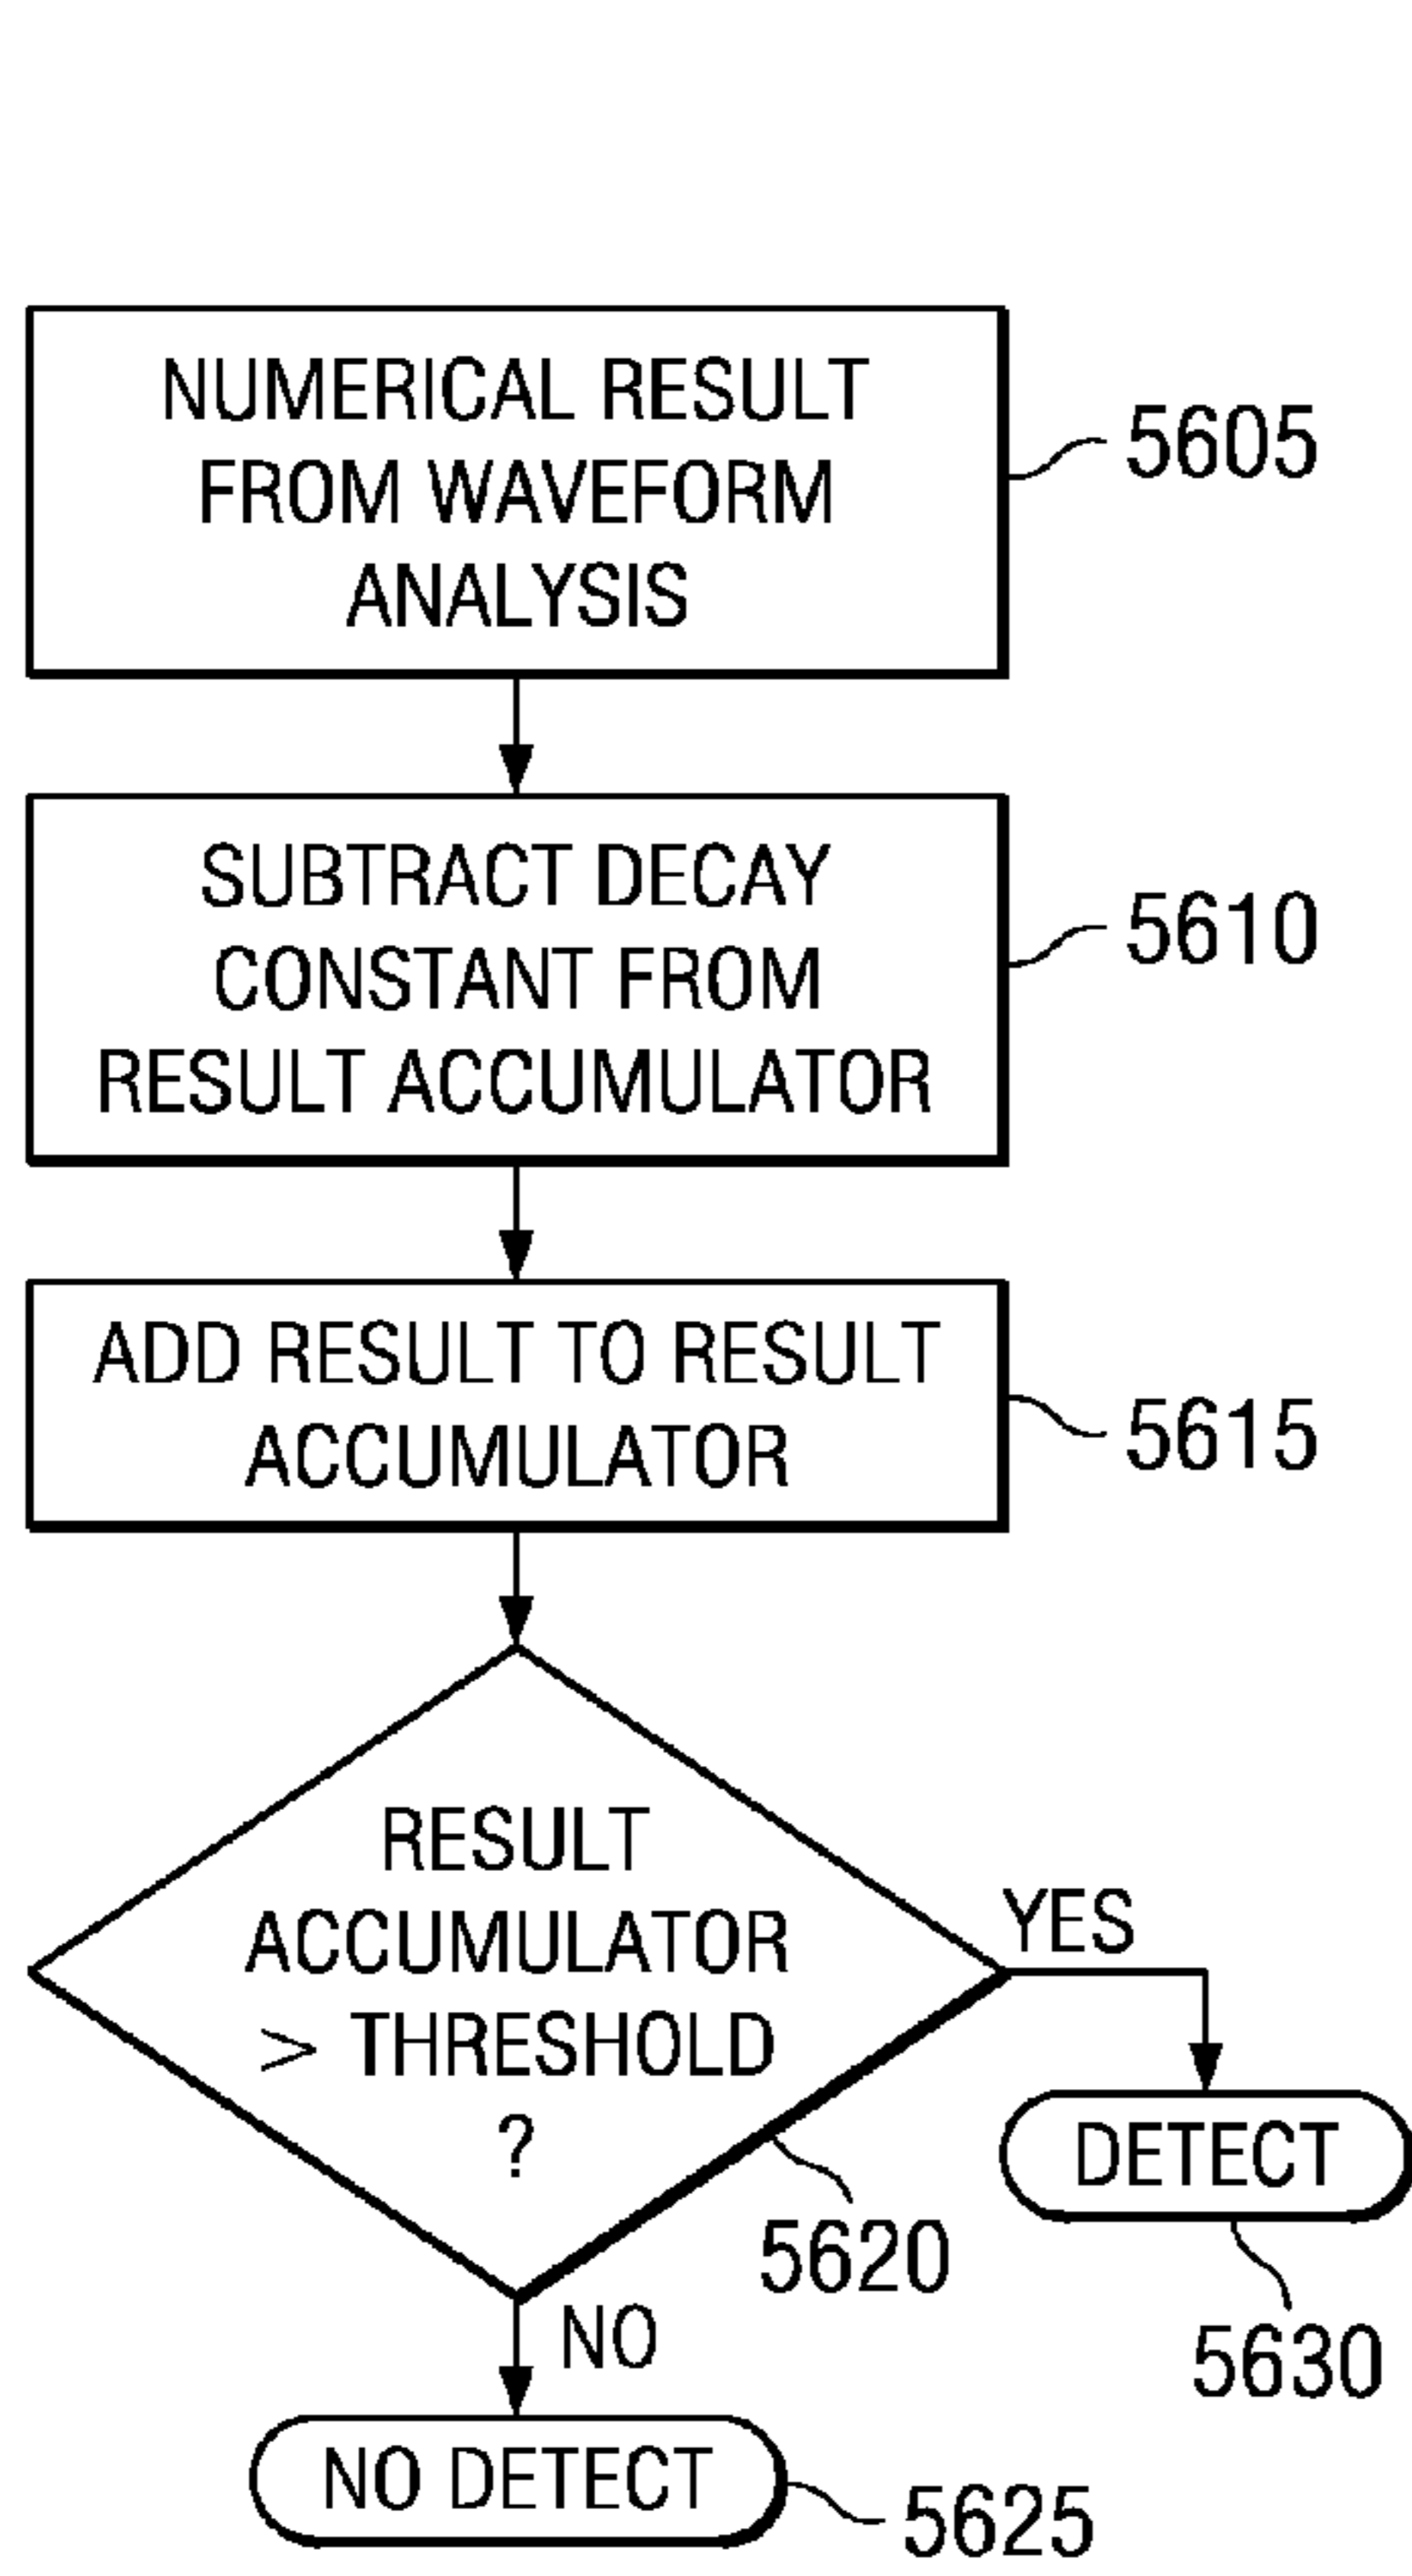 NUMERICAL RESULT
FROM WAVEFORM
ANALYSIS
5605
SUBTRACT DECAY
CONSTANT FROM
RESULT ACCUMULATOR
5610
ADD RESULT TO RESULT
ACCUMULATOR
5615
RESULT
ACCUMULATOR
> THRESHOLD
?
YES
DETECT
5620
5630
NO
NO DETECT
5625